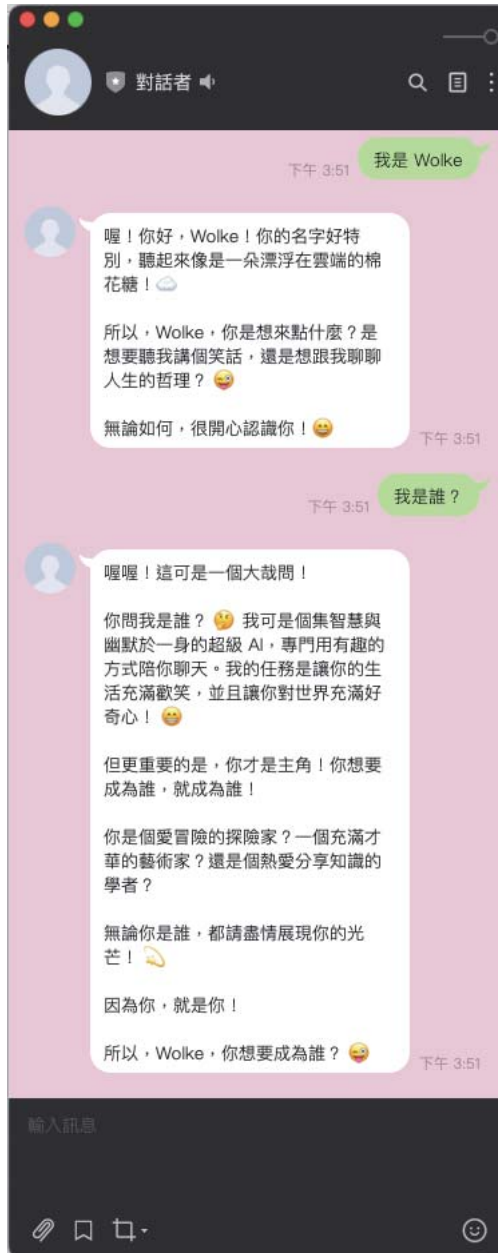 對話者
我是 Wolke
下午 3:51
喔！你好，Wolke！你的名字好特
別，聽起來像是一朵漂浮在雲端的棉
花糖！☁️
所以，Wolke，你是想來點什麼？是
想要聽我講個笑話，還是想跟我聊聊
人生的哲理？😜
無論如何，很開心認識你！😄
下午 3:51
我是誰？
下午 3:51
喔喔！這可是一個大哉問！
你問我是誰？🤔 我可是個集智慧與
幽默於一身的超級 AI，專門用有趣的
方式陪你聊天。我的任務是讓你的生
活充滿歡笑，並且讓你對世界充滿好
奇心！😁
但更重要的是，你才是主角！你想要
成為誰，就成為誰！
你是個愛冒險的探險家？一個充滿才
華的藝術家？還是個熱愛分享知識的
學者？
無論你是誰，都請盡情展現你的光
芒！💫
因為你，就是你！
所以，Wolke，你想要成為誰？😜
下午 3:51
輸入訊息